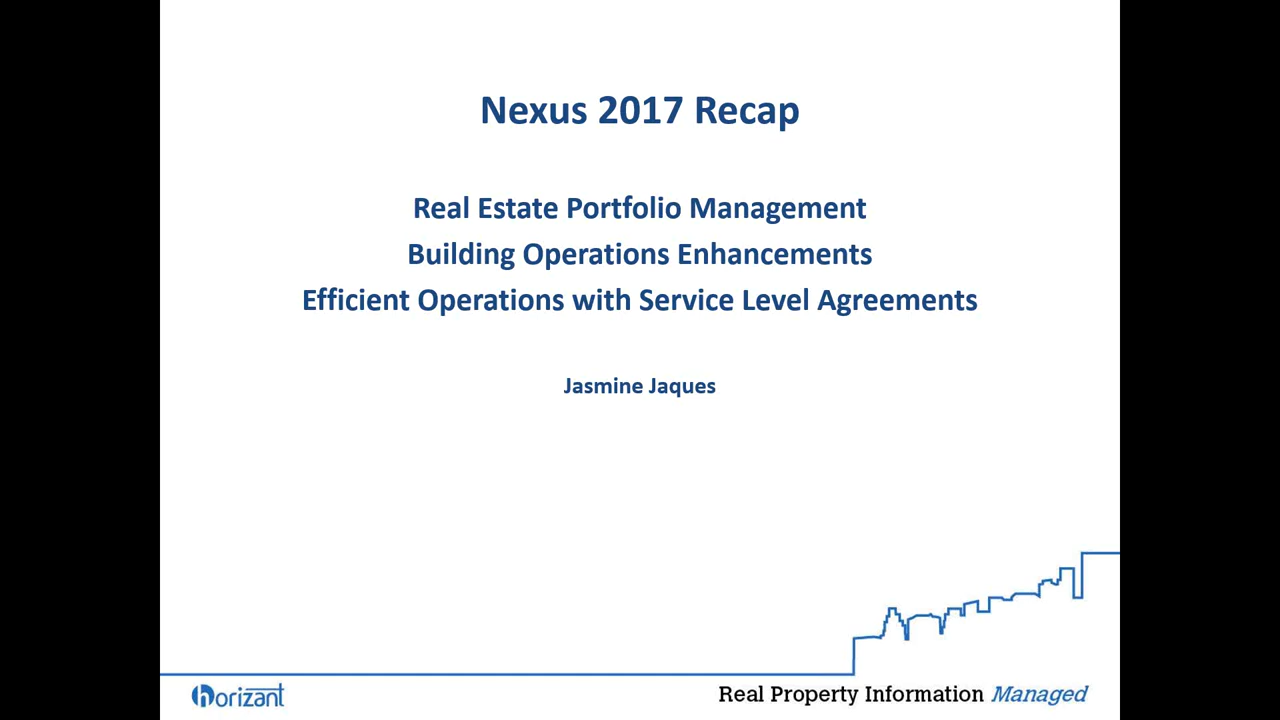 Nexus 2017 Recap
Real Estate Portfolio Management
Building Operations Enhancements
Efficient Operations with Service Level Agreements
Jasmine Jaques
horizant
Real Property Information Managed